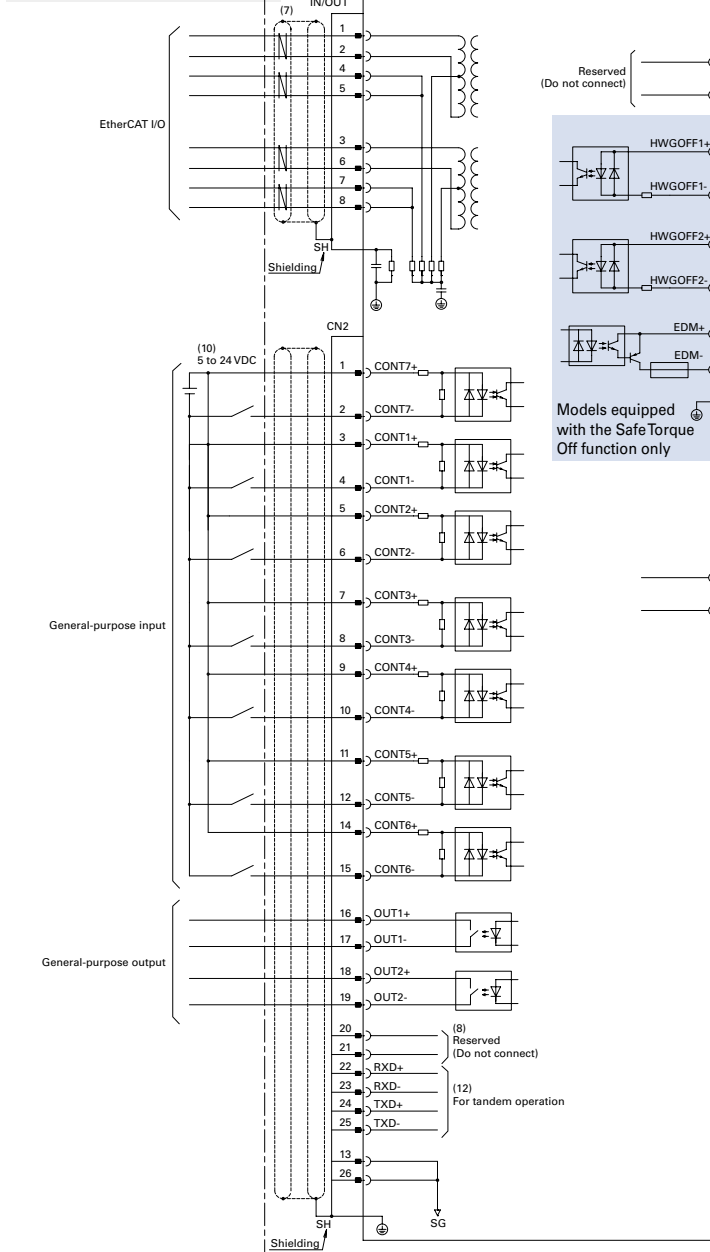 IN/OUT
(7)
1
2
4
5
EtherCAT I/O
3
6
7
8
SH
Shielding
Reserved
(Do not connect)
HWGOFF1+
HWGOFF1-
HWGOFF2+
HWGOFF2-
EDM+
EDM-
Models equipped
with the Safe Torque
Off function only
CN2
(10)
5 to 24 VDC
1 CONT7+
2 CONT7-
3 CONT1+
4 CONT1-
5 CONT2+
6 CONT2-
7 CONT3+
General-purpose input
8 CONT3-
9 CONT4+
10 CONT4-
11 CONT5+
12 CONT5-
14 CONT6+
15 CONT6-
16 OUT1+
17 OUT1-
General-purpose output
18 OUT2+
19 OUT2-
20
21
(8)
Reserved
(Do not connect)
22 RXD+
23 RXD-
24 TXD+
25 TXD-
(12)
For tandem operation
13
26
SH
SG
Shielding